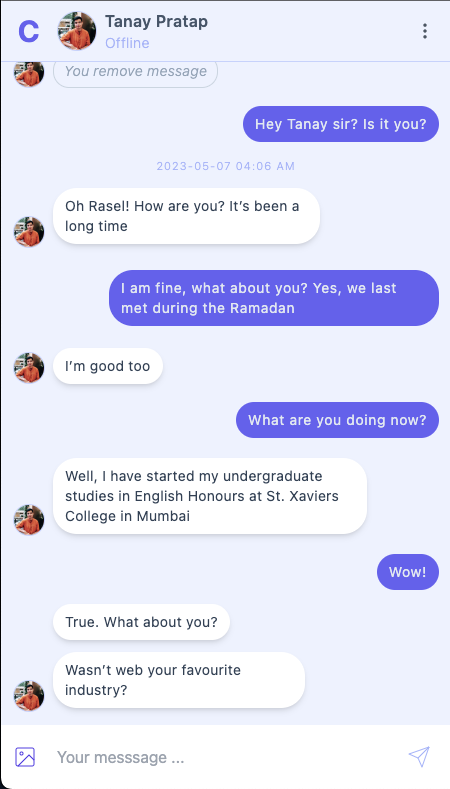 C
Tanay Pratap
Offline
You remove message
Hey Tanay sir? Is it you?
2023-05-07 04:06 AM
Oh Rasel! How are you? It's been a
long time
I am fine, what about you? Yes, we last
met during the Ramadan
I'm good too
What are you doing now?
Well, I have started my undergraduate
studies in English Honours at St. Xaviers
College in Mumbai
Wow!
True. What about you?
Wasn't web your favourite
industry?
Your messsage ...